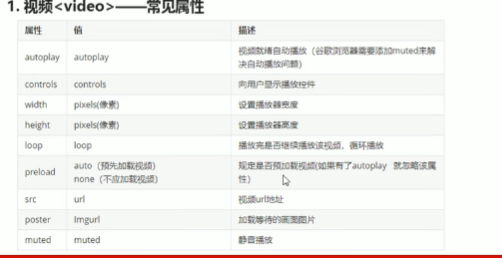 1. 视频<video>——常见属性
属性 值 描述
autoplay autoplay 视频就绪自动播放（谷歌浏览器需要添加muted来解
决自动播放问题）
controls controls 向用户显示播放控件
width pixels(像素) 设置播放器宽度
height pixels(像素) 设置播放器高度
loop loop 播放完是否继续播放该视频，循环播放
preload auto（预先加载视频）
none（不应加载视频） 规定是否预加载视频(如果有了autoplay 就忽略该属
性)
src url 视频url地址
poster Imgurl 加载等待的画面图片
muted muted 静音播放